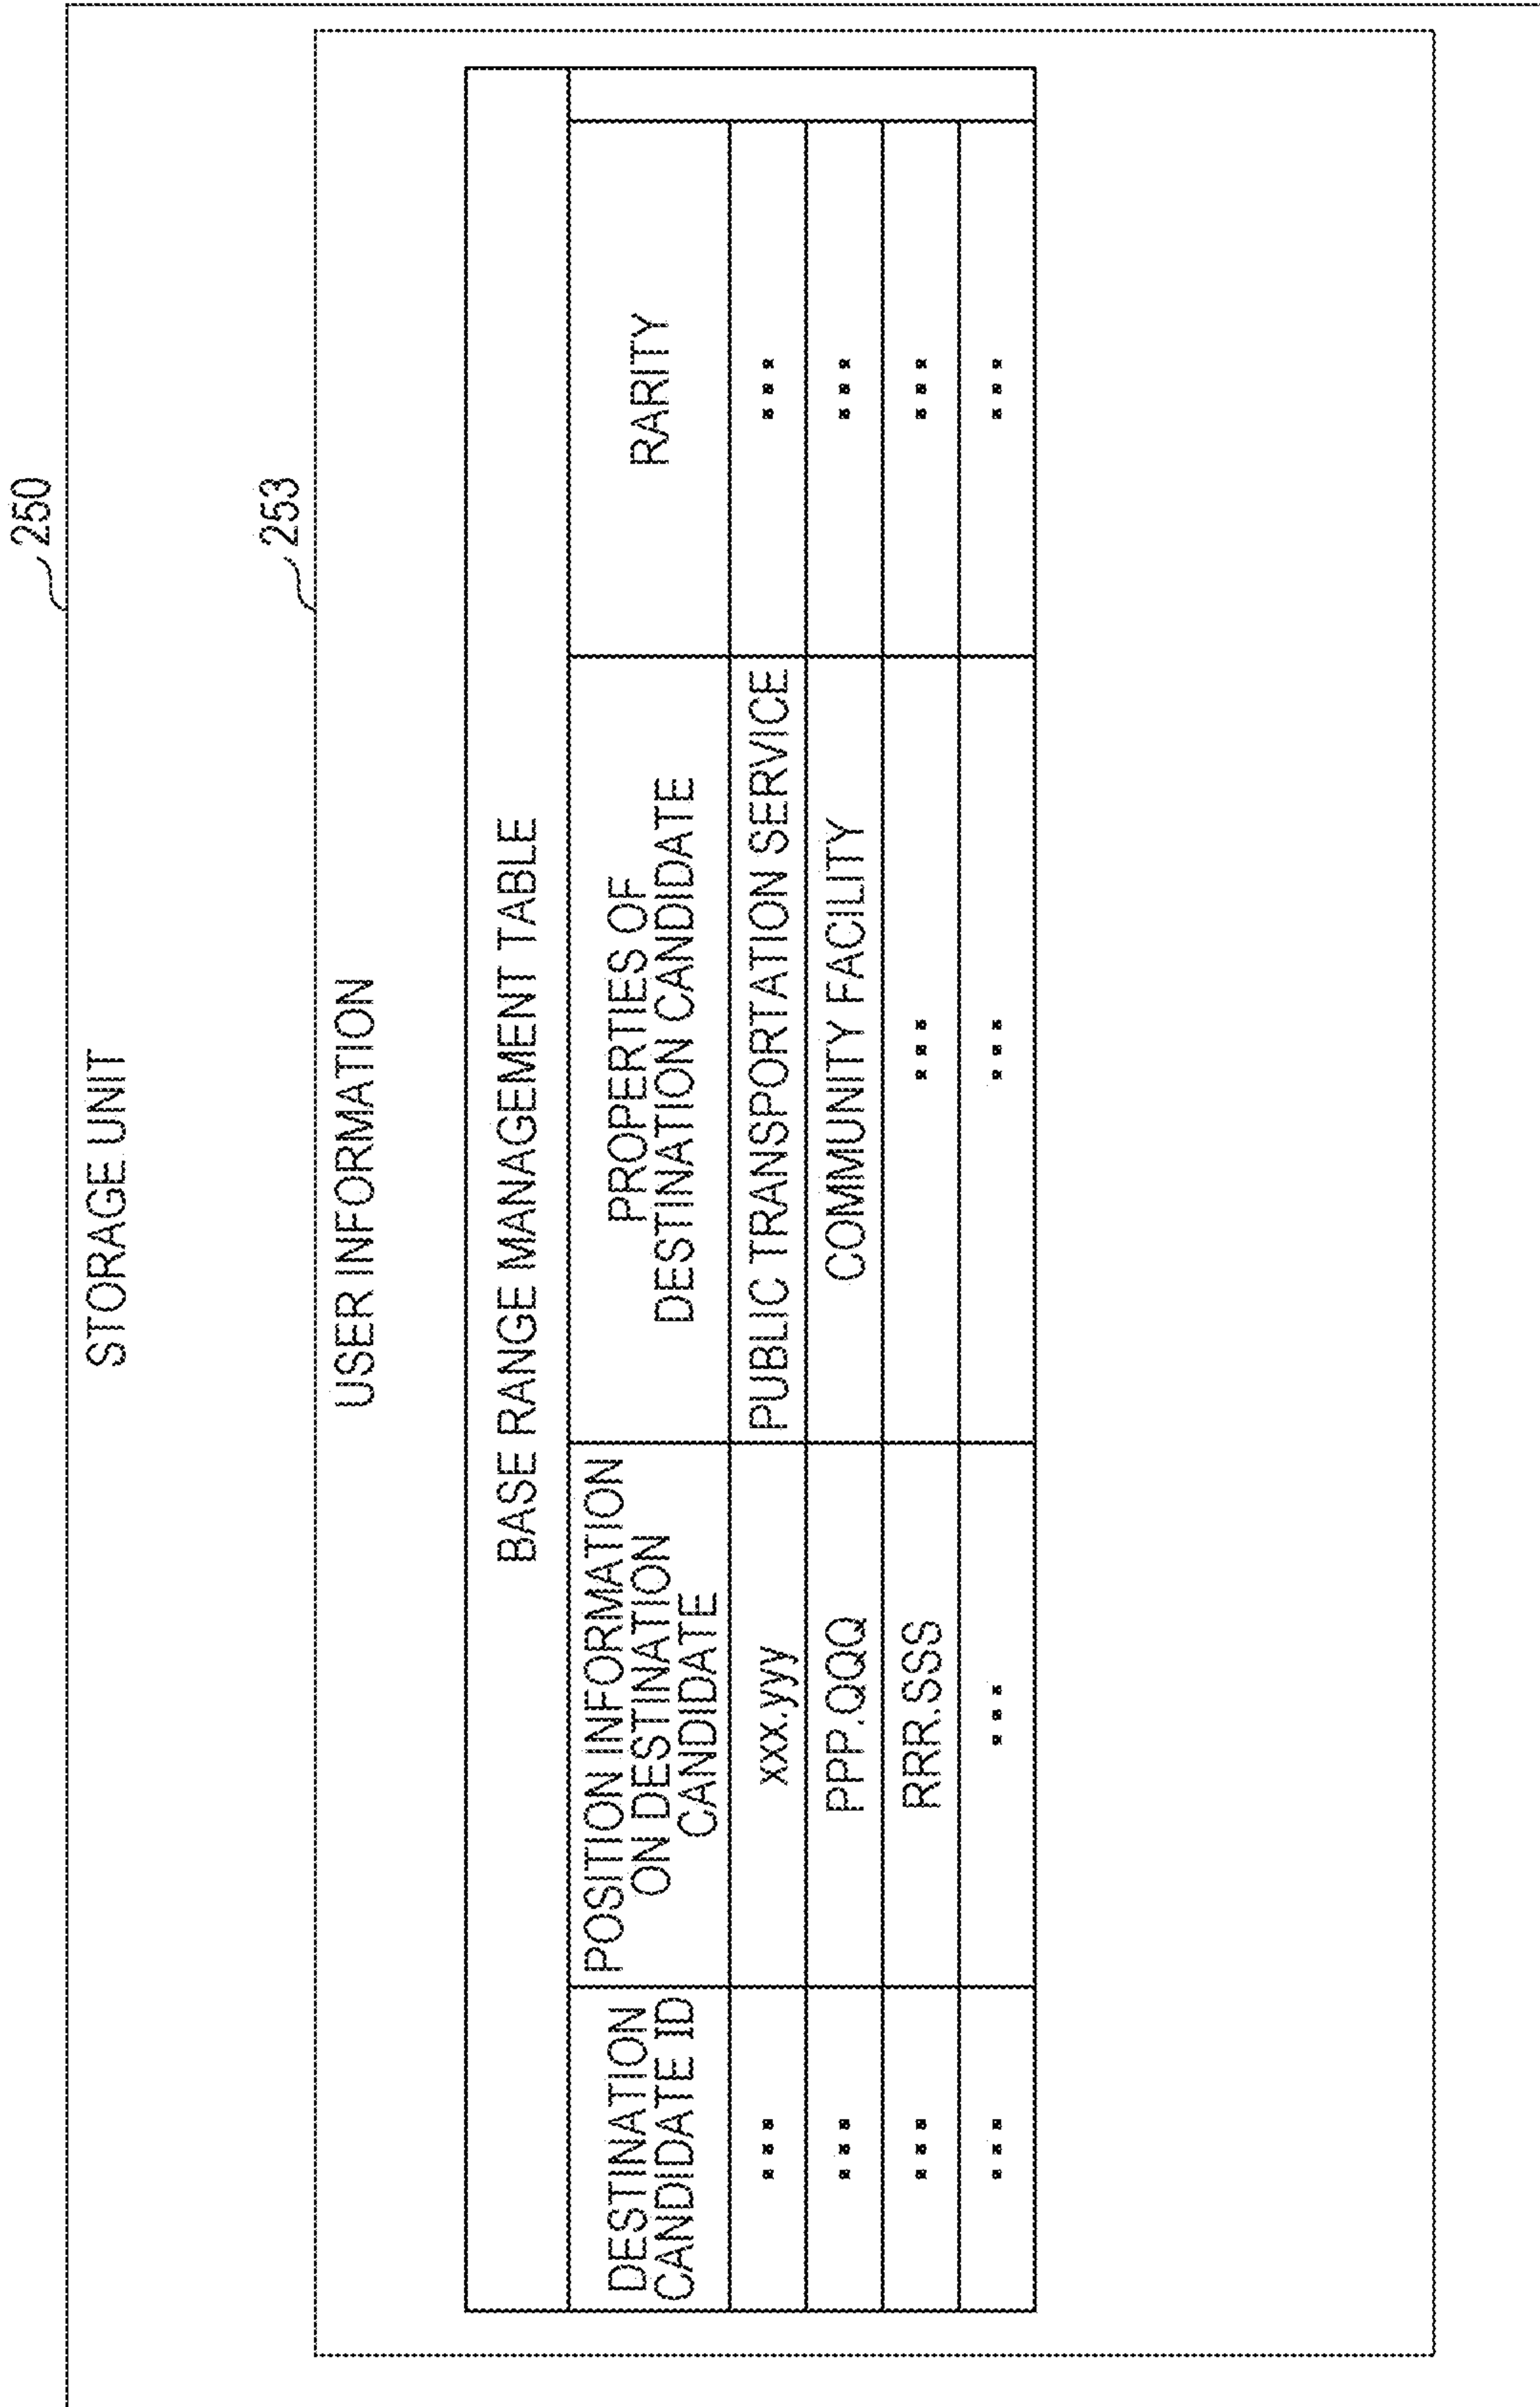 250
STORAGE UNIT
253
USER INFORMATION
BASE RANGE MANAGEMENT TABLE
DESTINATION
CANDIDATE ID
POSITION INFORMATION
ON DESTINATION
CANDIDATE
PROPERTIES OF
DESTINATION CANDIDATE
RARITY
... xxx.yyy PUBLIC TRANSPORTATION SERVICE ...
... PPP.QQQ COMMUNITY FACILITY ...
... RRR.SSS ... ...
... ... ... ...